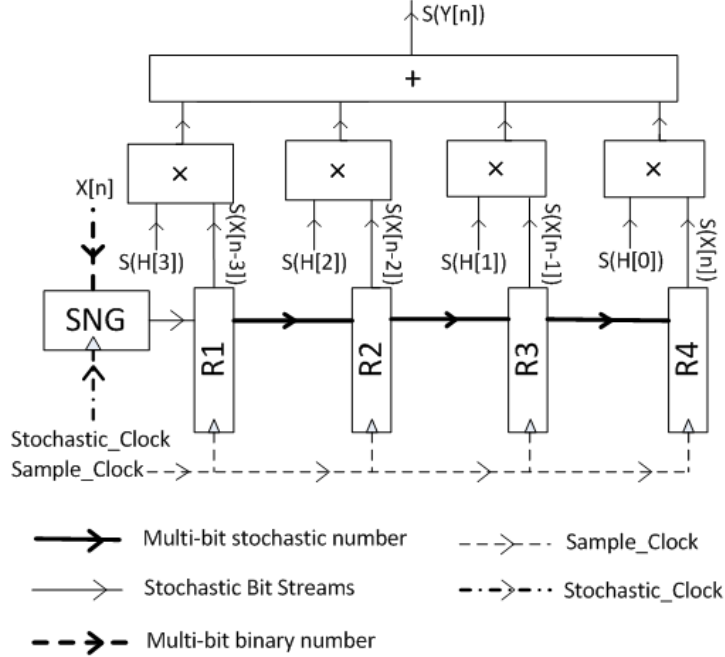 S(Y[n])
+
× × × ×
X[n]
S(H[3]) S(X[n-3]) S(H[2]) S(X[n-2]) S(H[1]) S(X[n-1]) S(H[0]) S(X[n])
SNG
R1 R2 R3 R4
Stochastic_Clock
Sample_Clock
Multi-bit stochastic number
Sample_Clock
Stochastic Bit Streams
Stochastic_Clock
Multi-bit binary number